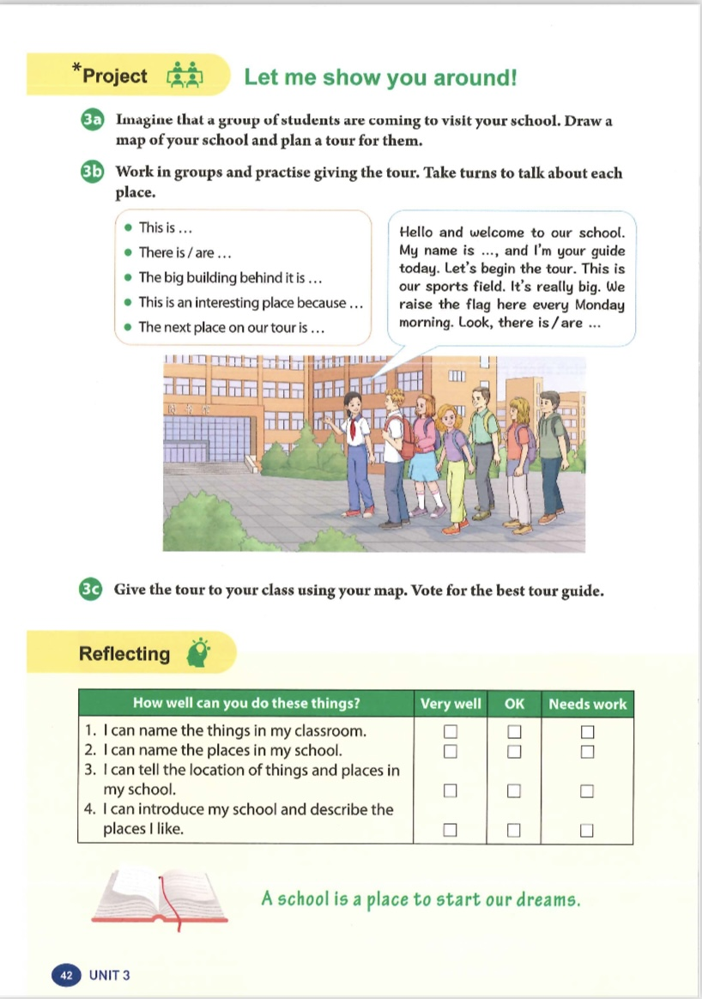 *Project
Let me show you around!
3a Imagine that a group of students are coming to visit your school. Draw a
map of your school and plan a tour for them.
3b Work in groups and practise giving the tour. Take turns to talk about each
place.
• This is …
• There is / are …
• The big building behind it is …
• This is an interesting place because …
• The next place on our tour is …
Hello and welcome to our school.
My name is …, and I'm your guide
today. Let's begin the tour. This is
our sports field. It's really big. We
raise the flag here every Monday
morning. Look, there is / are …
3c Give the tour to your class using your map. Vote for the best tour guide.
Reflecting
How well can you do these things? Very well OK Needs work
1. I can name the things in my classroom. □ □ □
2. I can name the places in my school. □ □ □
3. I can tell the location of things and places in
my school. □ □ □
4. I can introduce my school and describe the
places I like. □ □ □
A school is a place to start our dreams.
42 UNIT 3